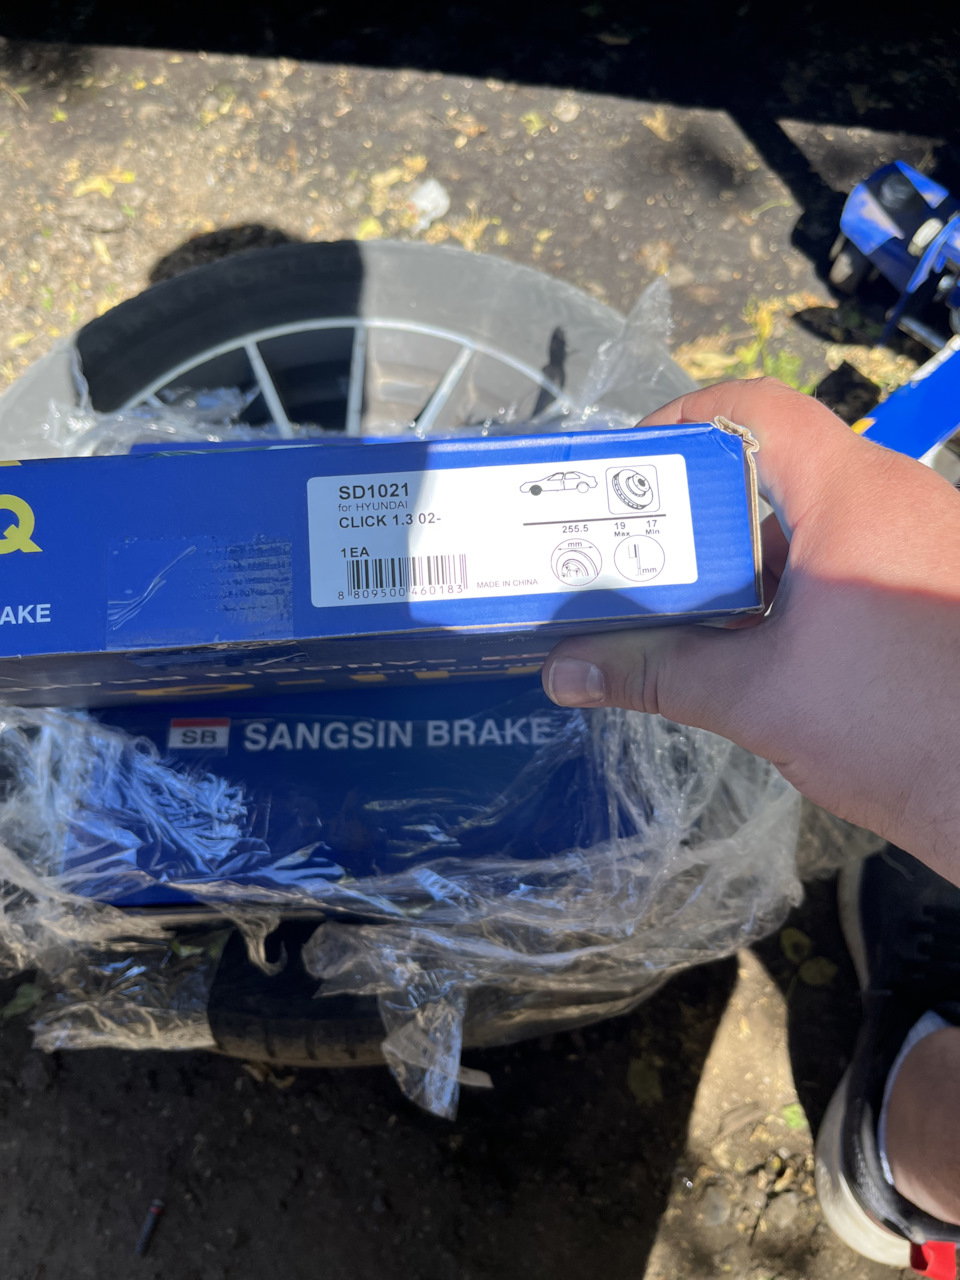 SD1021
for HYUNDAI
CLICK 1.3 02-
255.5 19 17
Max Min
mm
mm
1EA
8 809500 460183
MADE IN CHINA
Q
AKE
SB SANGSIN BRAKE